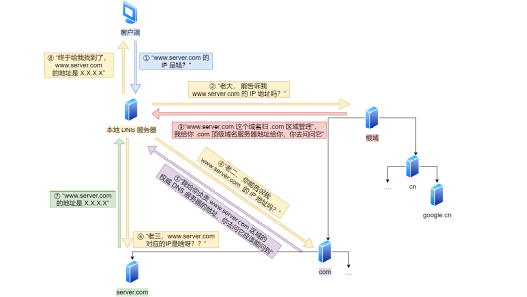 客户端
⑧ "终于给我找到了,
www.server.com
的地址是 X.X.X.X"
① "www.server.com 的
IP 是啥？"
② "老大， 能告诉我
www.server.com 的 IP 地址吗？"
本地 DNS 服务器
③"www.server.com 这个域名归 .com 区域管理",
我给你 .com 顶级域名服务器地址给你，你去问问它"
根域
④ "老二， 你能告诉我
www.server.com 的 IP 地址吗？"
⑤"我给你负责 www.server.com 区域的
权威 DNS 服务器的地址，你去问它应该能问到"
....
cn
google.cn
⑦ "www.server.com
的地址是 X.X.X.X"
⑥ "老三，www.server.com
对应的IP是啥呀？？"
com
....
server.com